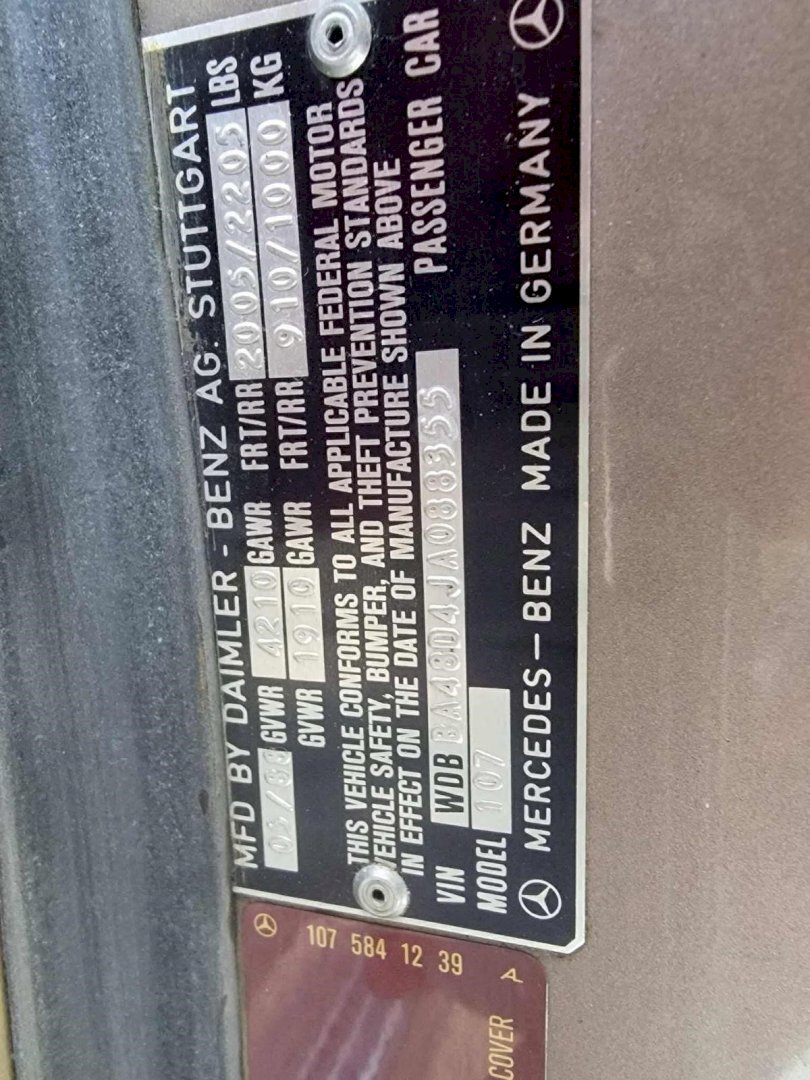 MFD BY DAIMLER - BENZ AG. STUTTGART
GVWR 4210 GAWR FRT/RR 2005/2205 LBS
GVWR 1910 GAWR FRT/RR 910/1000 KG
THIS VEHICLE CONFORMS TO ALL APPLICABLE FEDERAL MOTOR
VEHICLE SAFETY, BUMPER, AND THEFT PREVENTION STANDARDS
IN EFFECT ON THE DATE OF MANUFACTURE SHOWN ABOVE
VIN WDB BA48D4JA088355 PASSENGER CAR
MODEL 107
MERCEDES-BENZ MADE IN GERMANY
107 584 12 39 A
COVER